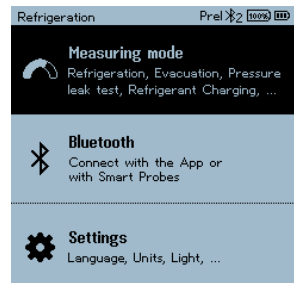 Refrigeration Prel 2 100%
Measuring mode
Refrigeration, Evacuation, Pressure
leak test, Refrigerant Charging, ...
Bluetooth
Connect with the App or
with Smart Probes
Settings
Language, Units, Light, ...